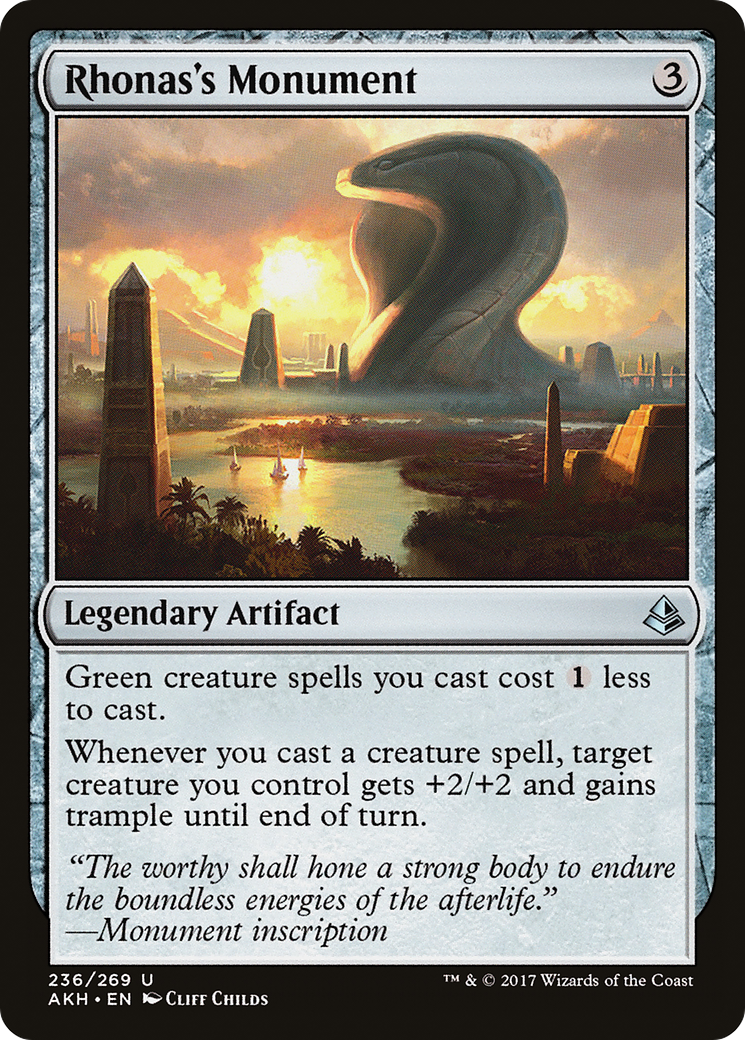 Rhonas's Monument 3
Legendary Artifact
Green creature spells you cast cost 1 less
to cast.
Whenever you cast a creature spell, target
creature you control gets +2/+2 and gains
trample until end of turn.
“The worthy shall hone a strong body to endure
the boundless energies of the afterlife.”
—Monument inscription
236/269 U
™ & © 2017 Wizards of the Coast
AKH • EN Cliff Childs